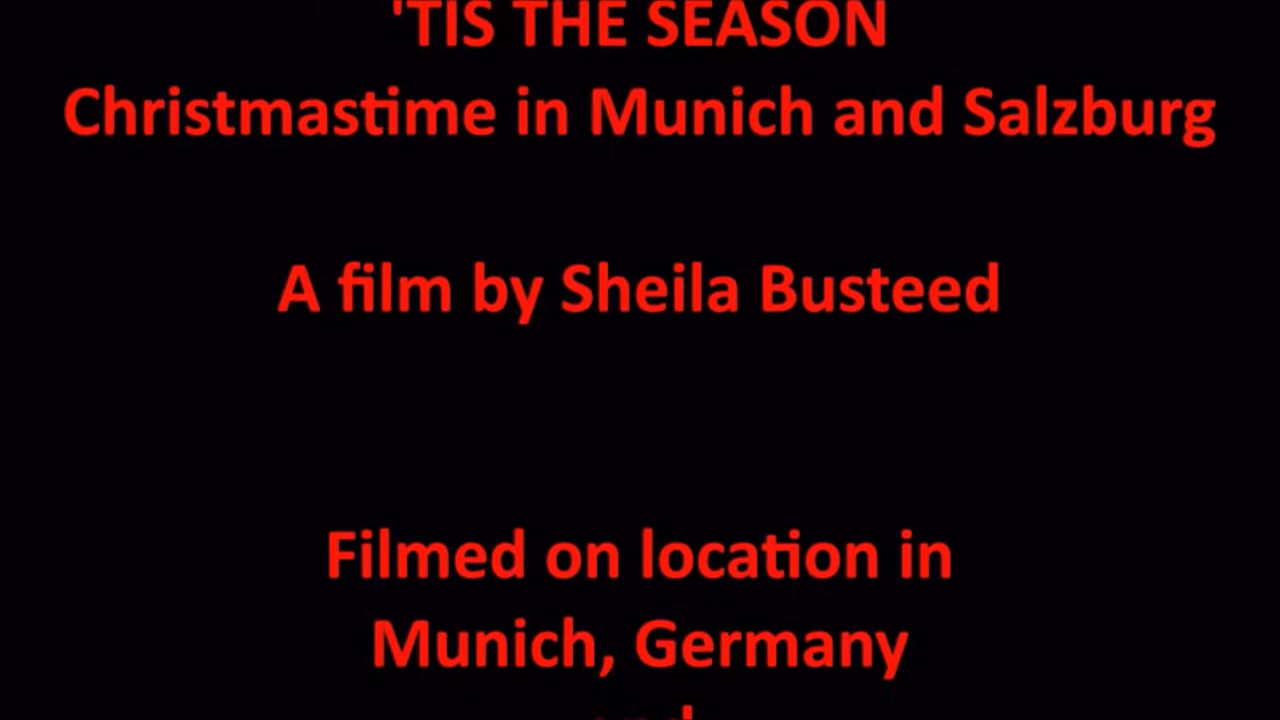 'TIS THE SEASON
Christmastime in Munich and Salzburg
A film by Sheila Busteed
Filmed on location in
Munich, Germany